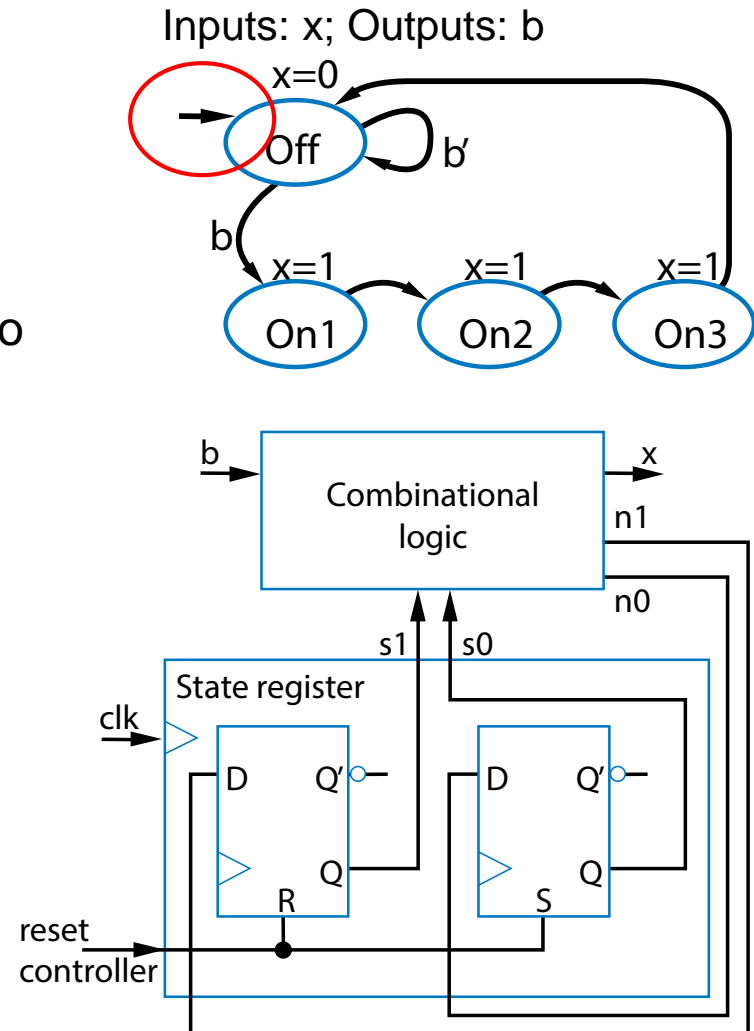 Inputs: x; Outputs: b
x=0
Off
b′
b
x=1
x=1
x=1
On1
On2
On3
o
b
Combinational
logic
x
n1
n0
s1
s0
State register
clk
D
Q′
Q
R
D
Q′
Q
S
reset
controller